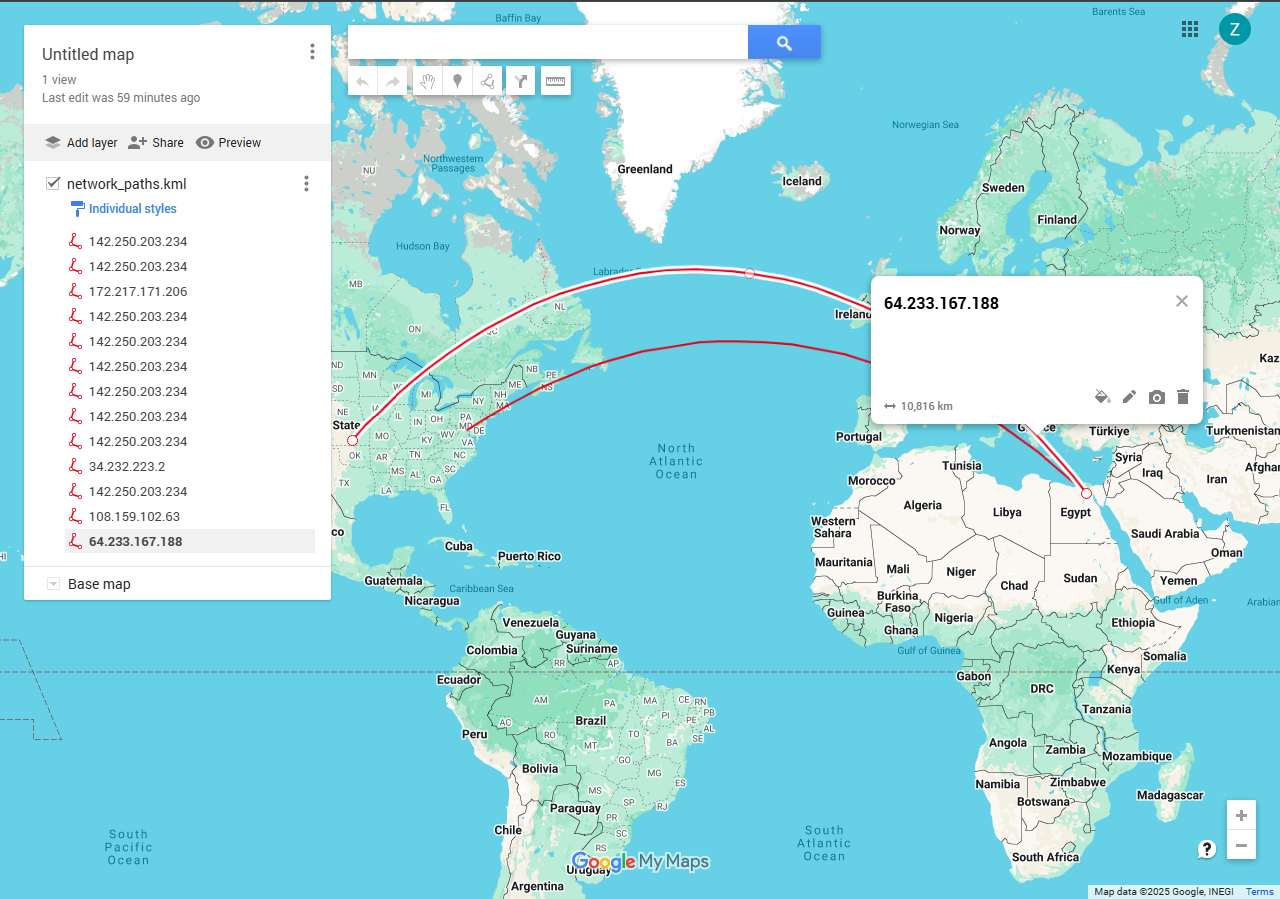 Untitled map
1 view
Last edit was 59 minutes ago
Add layer
Share
Preview
network_paths.kml
Individual styles
142.250.203.234
142.250.203.234
172.217.171.206
142.250.203.234
142.250.203.234
142.250.203.234
142.250.203.234
142.250.203.234
142.250.203.234
34.232.223.2
142.250.203.234
108.159.102.63
64.233.167.188
Base map
Z
64.233.167.188
10,816 km
Baffin Bay
Barents Sea
Norwegian Sea
Northwestern
Passages
NU
Greenland
Iceland
Sweden
Finland
Norway
Hudson Bay
MB
ON
QC
NL
Ireland
ND
SD
MN
NB
PE
NS
ME
NH
MA
NY
MI
NE
IA
IL
IN
OH
PA
MD
DE
State
MO
KY
WV
VA
OK
AR
TN
NC
SC
MS
AL
GA
TX
LA
FL
North
Atlantic
Ocean
Portugal
Türkiye
Turkmenistan
Kaz
Syria
Iraq
Iran
Afghan
Tunisia
Morocco
Algeria
Libya
Egypt
Western
Sahara
Saudi Arabia
Oman
Mauritania
Mali
Niger
Chad
Sudan
Yemen
Gulf of Aden
Arabian
Burkina
Faso
Guinea
Ghana
Nigeria
Ethiopia
Gulf of Guinea
Somalia
Gabon
Kenya
DRC
Tanzania
Angola
Zambia
Mozambique
Namibia
Zimbabwe
Botswana
Madagascar
South Africa
co
Cuba
Puerto Rico
Guatemala
Caribbean Sea
Nicaragua
Venezuela
Guyana
Suriname
Colombia
RR
AP
Ecuador
AM
PA
MA
CE
RN
PB
PI
PE
AL
SE
AC
Brazil
TO
RO
BA
Peru
MT
GO
Bolivia
MG
ES
MS
SP
RJ
Paraguay
PR
SC
Chile
RS
Uruguay
Argentina
HI
South
Pacific
Ocean
South
Atlantic
Ocean
Google My Maps
+
−
?
Map data ©2025 Google, INEGI
Terms